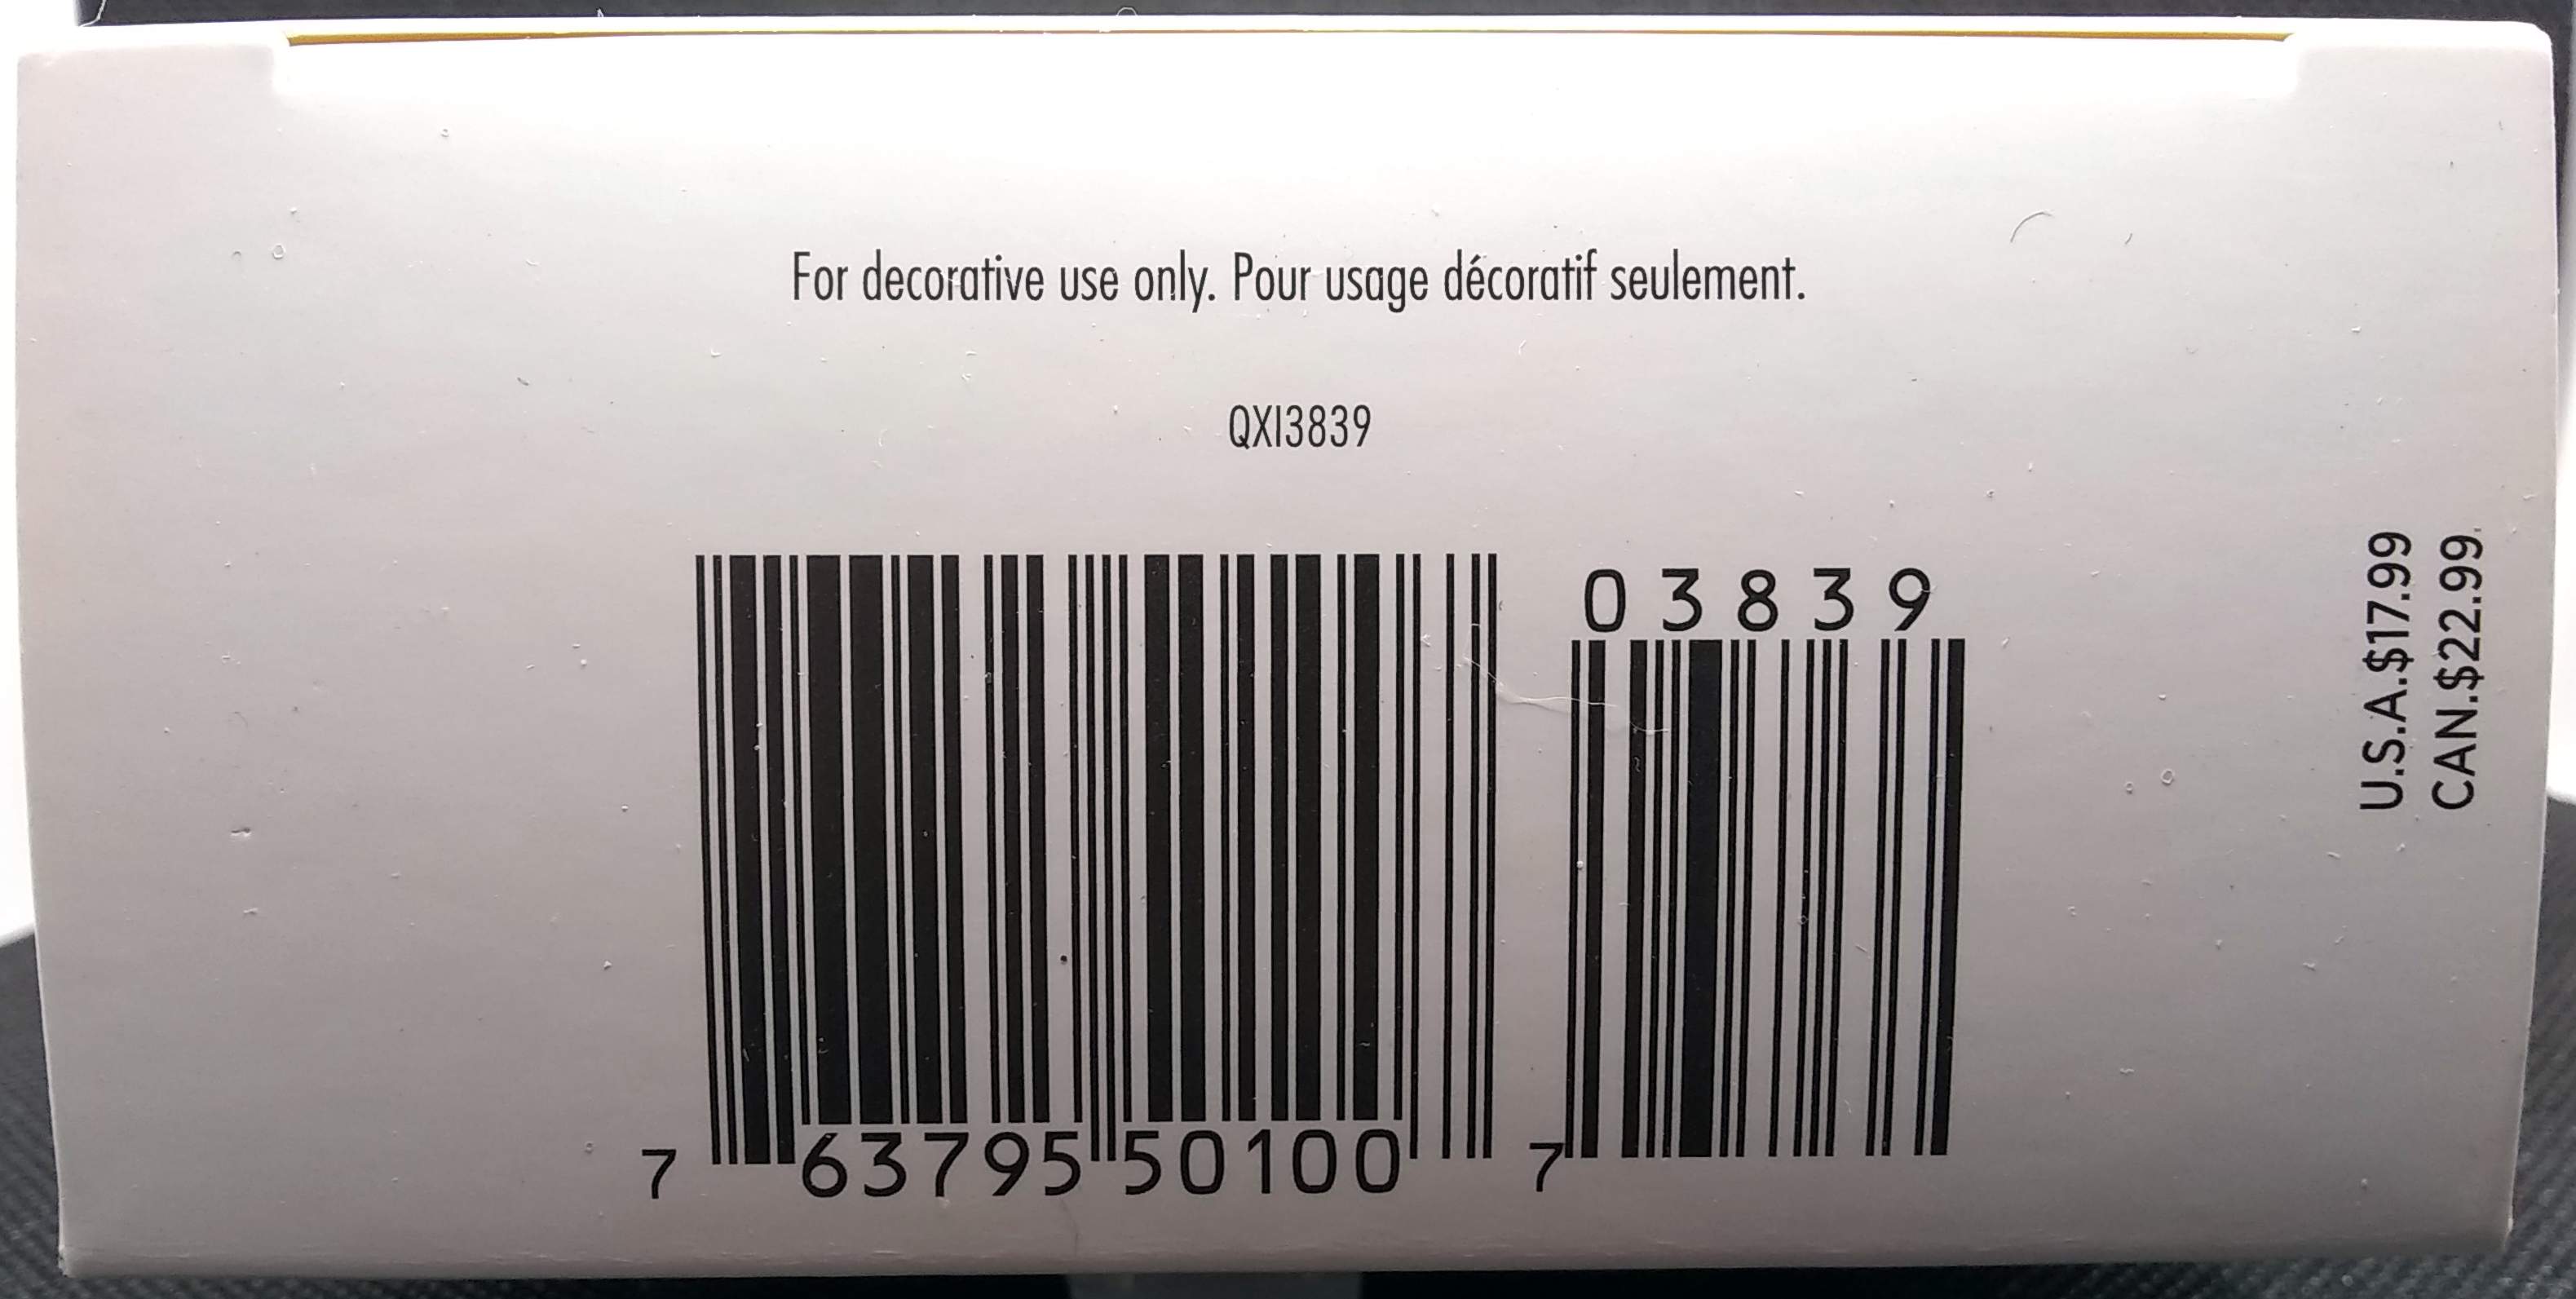 For decorative use only. Pour usage décoratif seulement.
QXI3839
03839
7 63795 50100 7
U.S.A.$17.99
CAN.$22.99.